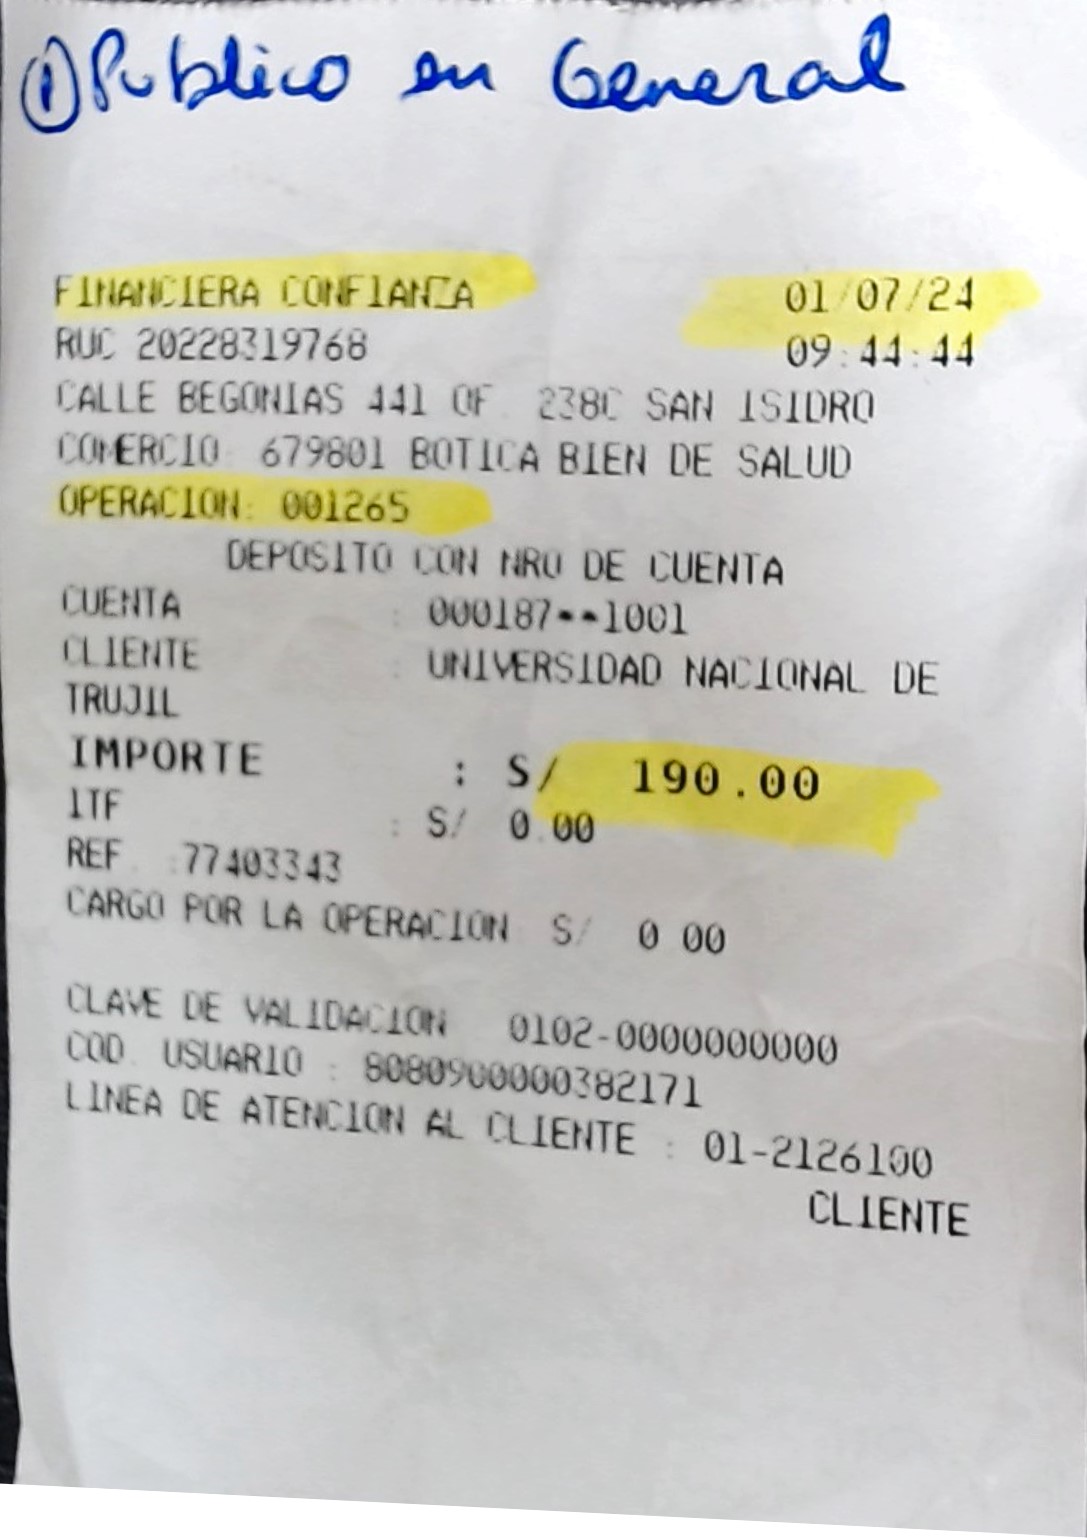 ① Publico en General
FINANCIERA CONFIANZA 01/07/24
RUC 20228319768 09:44:44
CALLE BEGONIAS 441 OF 238C SAN ISIDRO
COMERCIO 679801 BOTICA BIEN DE SALUD
OPERACION: 001265
DEPOSITO CON NRO DE CUENTA
CUENTA : 000187**1001
CLIENTE : UNIVERSIDAD NACIONAL DE
TRUJIL
IMPORTE : S/ 190.00
ITF : S/ 0.00
REF :77403343
CARGO POR LA OPERACION S/ 0 00
CLAVE DE VALIDACION 0102-0000000000
COD. USUARIO : 8080900000382171
LINEA DE ATENCION AL CLIENTE : 01-2126100
CLIENTE